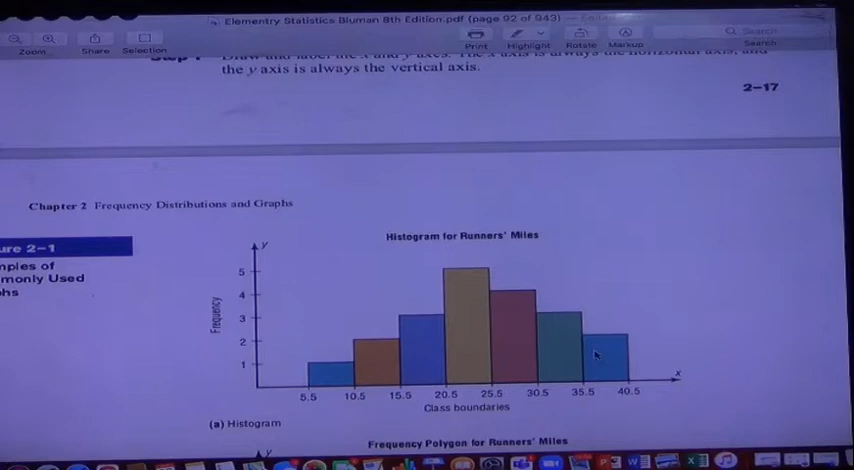 Elementry Statistics Bluman 8th Edition.pdf (page 92 of 943)
Zoom
Share
Selection
Print
Highlight
Rotate
Markup
Search
Search
the y axis is always the vertical axis.
2–17
Chapter 2 Frequency Distributions and Graphs
ure 2–1
mples of
monly Used
hs
Histogram for Runners' Miles
y
5
4
3
2
1
Frequency
x
5.5 10.5 15.5 20.5 25.5 30.5 35.5 40.5
Class boundaries
(a) Histogram
Frequency Polygon for Runners' Miles
y